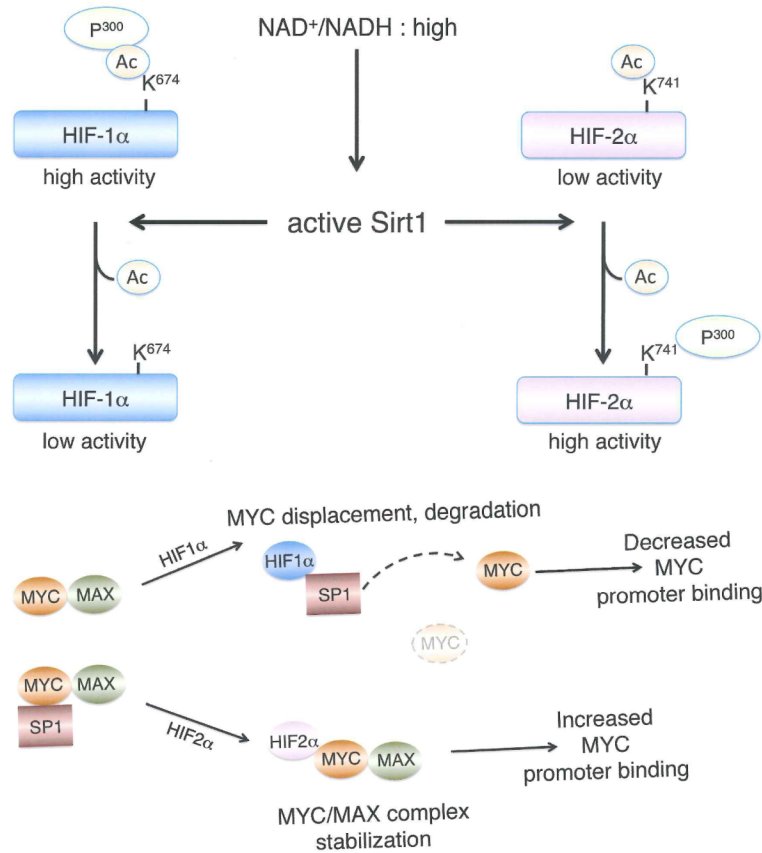 P300
NAD+/NADH : high
Ac
Ac
K674
K741
HIF-1α
HIF-2α
high activity
low activity
active Sirt1
Ac
Ac
P300
K674
K741
HIF-1α
HIF-2α
low activity
high activity
MYC displacement, degradation
HIF1α
HIF1α
SP1
MYC
Decreased
MYC
promoter binding
MYC MAX
MYC
MYC MAX
SP1
HIF2α
HIF2α
MYC MAX
Increased
MYC
promoter binding
MYC/MAX complex
stabilization